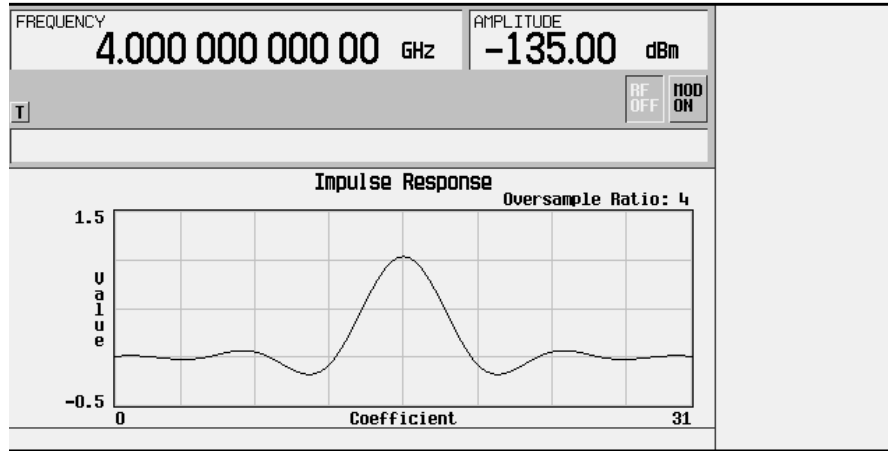 FREQUENCY
4.000 000 000 00 GHz
AMPLITUDE
-135.00 dBm
T
RF OFF
MOD ON
Impulse Response
Oversample Ratio: 4
1.5
Value
-0.5
0
Coefficient
31